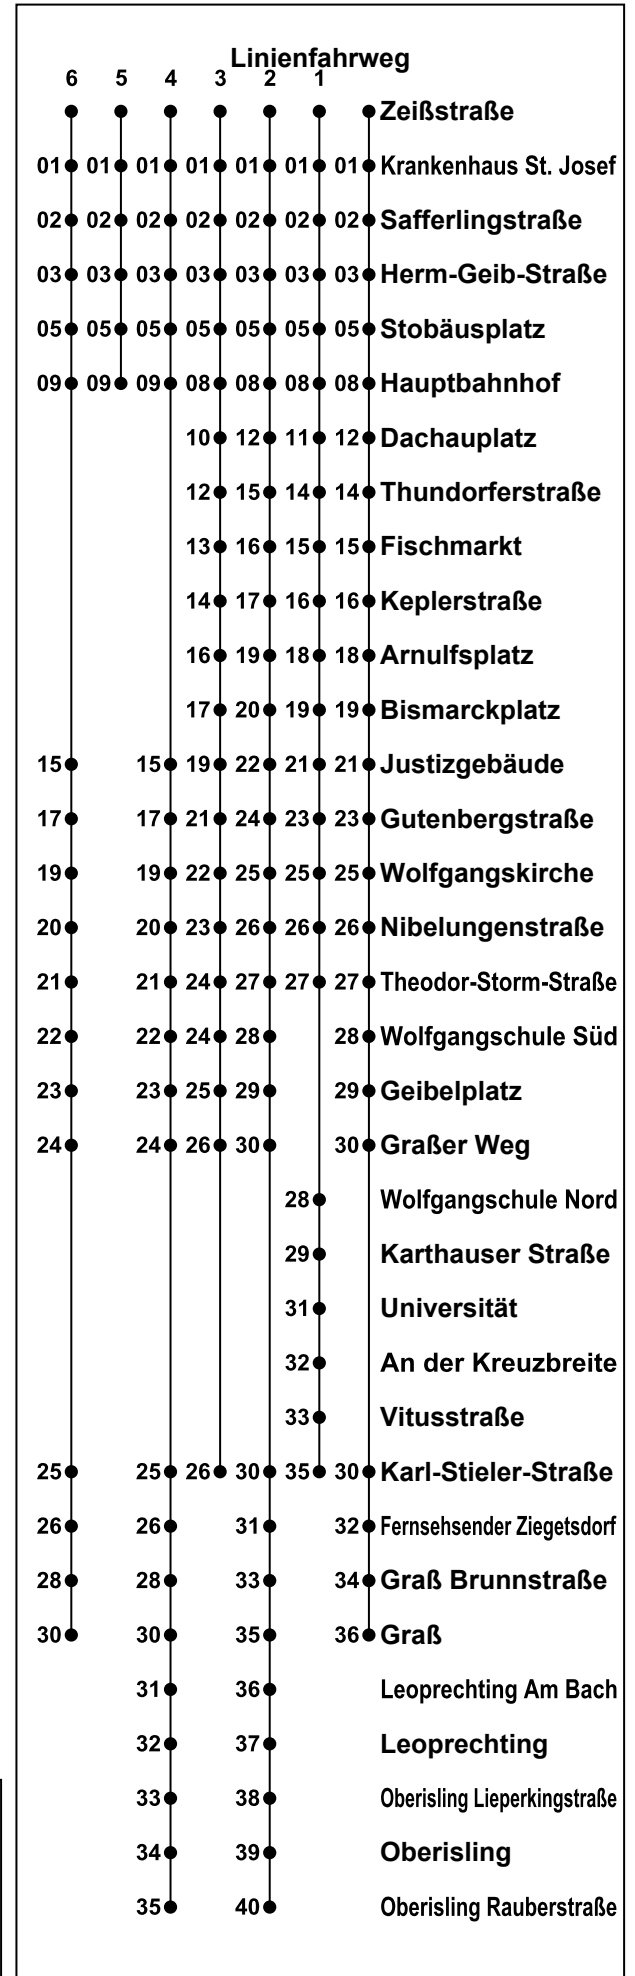 Linienfahrweg
6 5 4 3 2 1
Zeißstraße
01 01 01 01 01 01 01 Krankenhaus St. Josef
02 02 02 02 02 02 02 Safferlingstraße
03 03 03 03 03 03 03 Herm-Geib-Straße
05 05 05 05 05 05 05 Stobäusplatz
09 09 09 08 08 08 08 Hauptbahnhof
10 12 11 12 Dachauplatz
12 15 14 14 Thundorferstraße
13 16 15 15 Fischmarkt
14 17 16 16 Keplerstraße
16 19 18 18 Arnulfsplatz
17 20 19 19 Bismarckplatz
15 15 19 22 21 21 Justizgebäude
17 17 21 24 23 23 Gutenbergstraße
19 19 22 25 25 25 Wolfgangskirche
20 20 23 26 26 26 Nibelungenstraße
21 21 24 27 27 27 Theodor-Storm-Straße
22 22 24 28 28 Wolfgangschule Süd
23 23 25 29 29 Geibelplatz
24 24 26 30 30 Graßer Weg
28 Wolfgangschule Nord
29 Karthauser Straße
31 Universität
32 An der Kreuzbreite
33 Vitusstraße
25 25 26 30 35 30 Karl-Stieler-Straße
26 26 31 32 Fernsehsender Ziegetsdorf
28 28 33 34 Graß Brunnstraße
30 30 35 36 Graß
31 36 Leoprechting Am Bach
32 37 Leoprechting
33 38 Oberisling Lieperkingstraße
34 39 Oberisling
35 40 Oberisling Rauberstraße